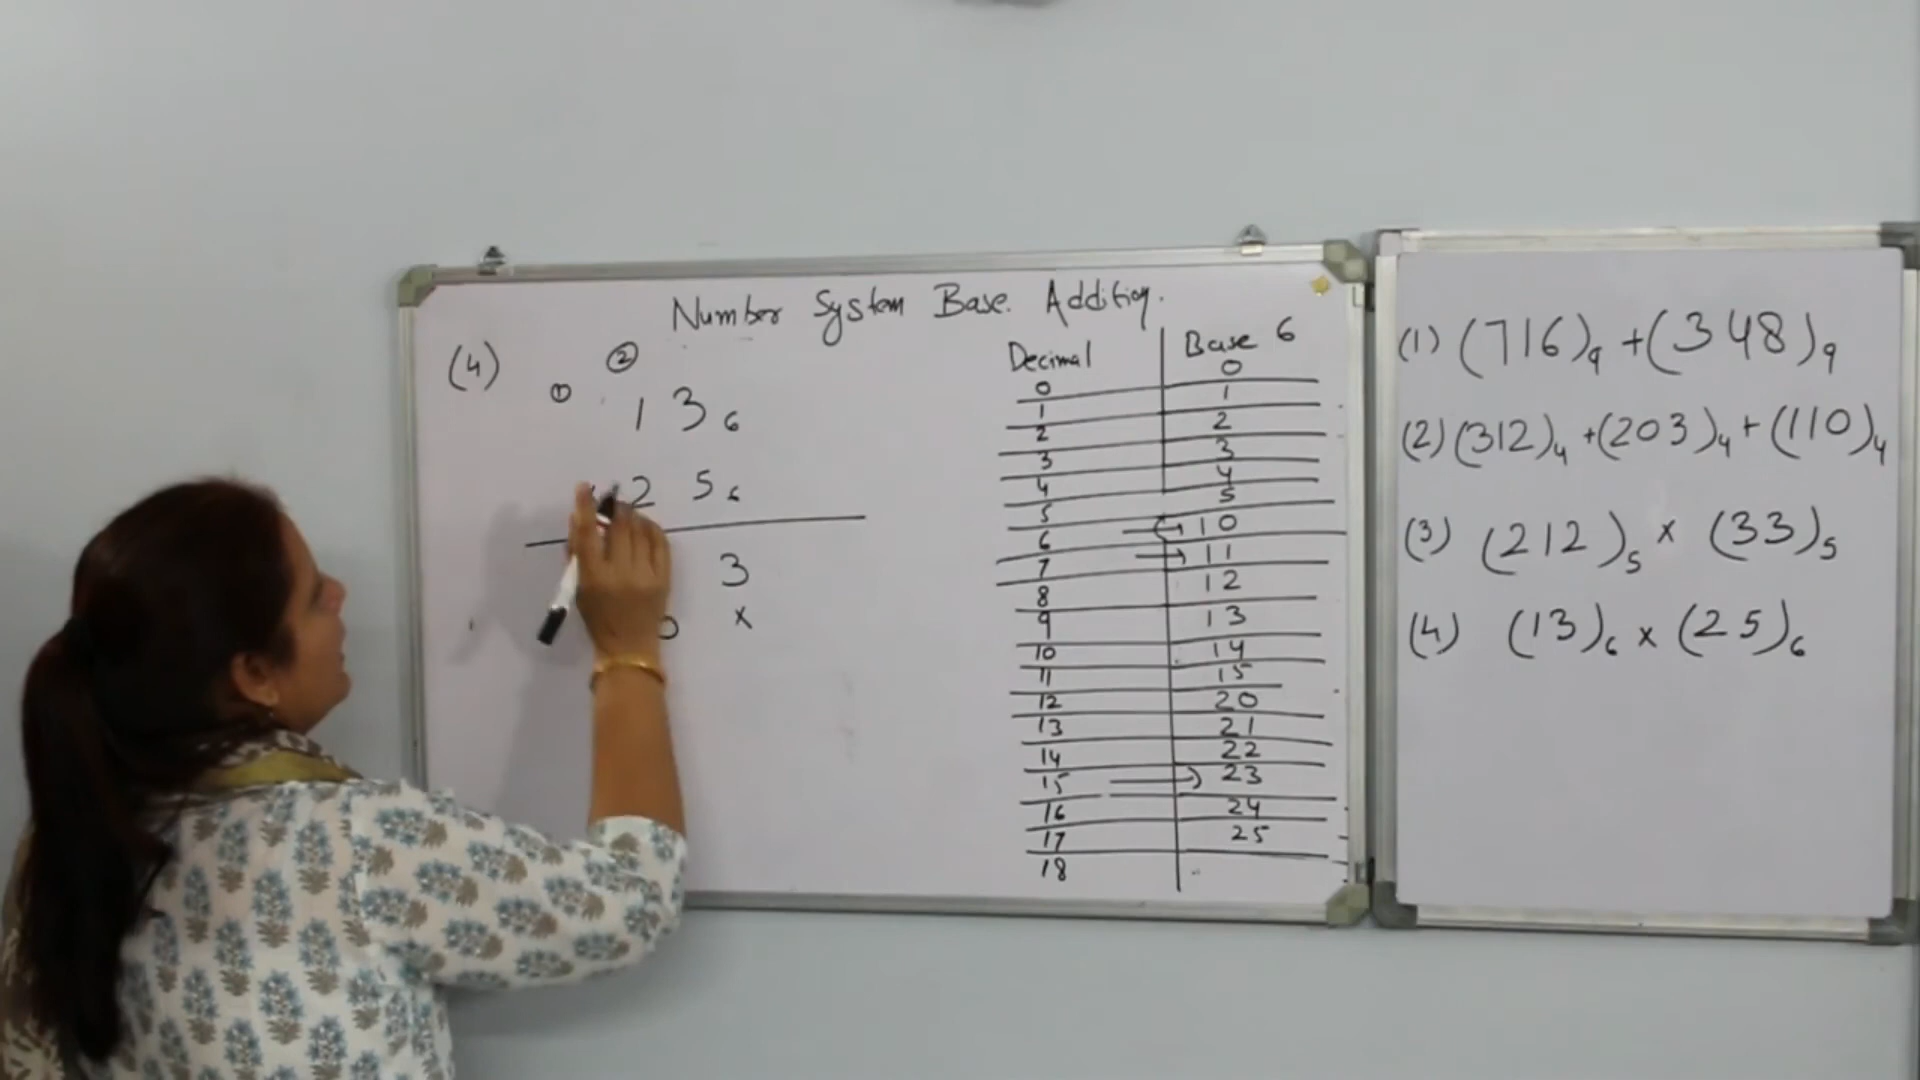 Number System Base. Addition.
(4)
②
①
1 3 6
2 5 6
3
0 x
Decimal Base 6
0 0
1 1
2 2
3 3
4 4
5 5
6 10
7 11
8 12
9 13
10 14
11 15
12 20
13 21
14 22
15 → 23
16 24
17 25
18
(1) (716)₉ + (348)₉
(2) (312)₄ + (203)₄ + (110)₄
(3) (212)₅ x (33)₅
(4) (13)₆ x (25)₆